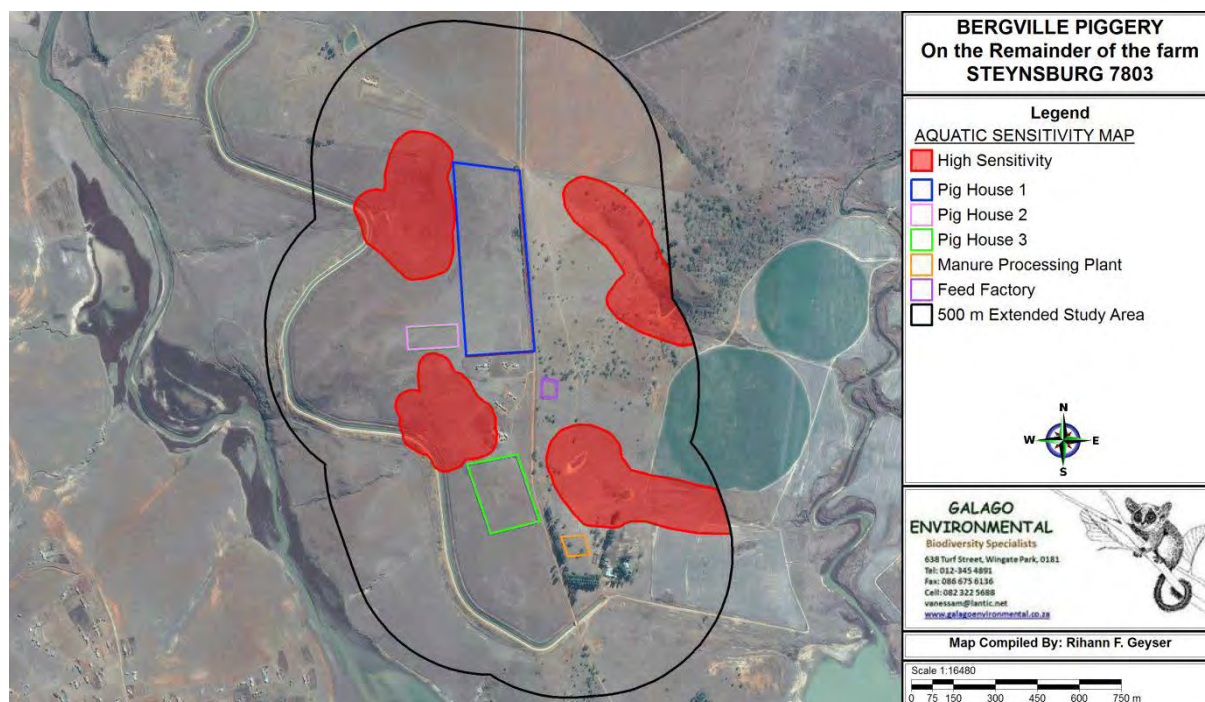 BERGVILLE PIGGERY
On the Remainder of the farm
STEYNSBURG 7803
Legend
AQUATIC SENSITIVITY MAP
High Sensitivity
Pig House 1
Pig House 2
Pig House 3
Manure Processing Plant
Feed Factory
500 m Extended Study Area
N
W E
S
GALAGO
ENVIRONMENTAL
Biodiversity Specialists
638 Turf Street, Wingate Park, 0181
Tel: 012-345 4891
Fax: 086 675 6136
Cell: 082 322 5688
vanessam@lantic.net
www.galagoenvironmental.co.za
Map Compiled By: Rihann F. Geyser
Scale 1:16480
0 75 150 300 450 600 750 m